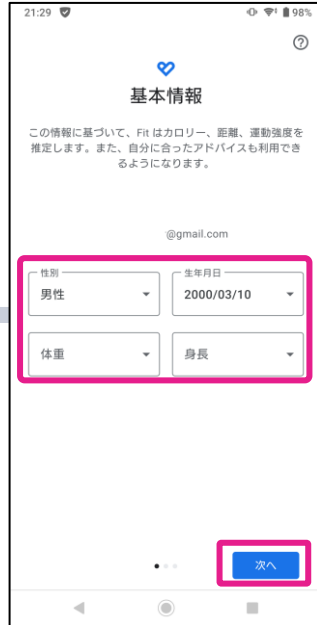 21:29 98%
基本情報
この情報に基づいて、Fit はカロリー、距離、運動強度を
推定します。また、自分に合ったアドバイスも利用でき
るようになります。
@gmail.com
性別 生年月日
男性 2000/03/10
体重 身長
次へ